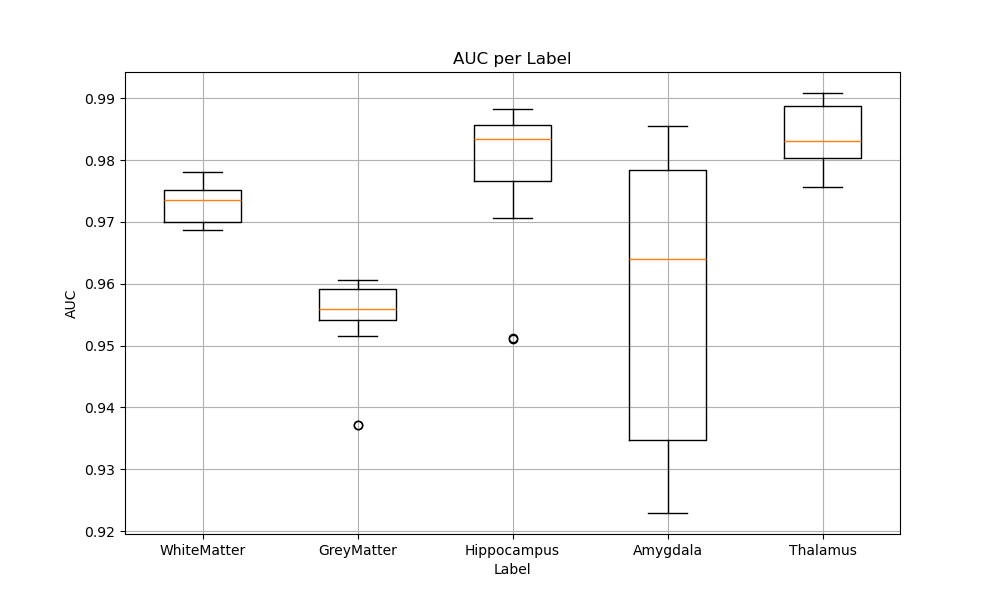 AUC per Label
AUC
0.99
0.98
0.97
0.96
0.95
0.94
0.93
0.92
WhiteMatter GreyMatter Hippocampus Amygdala Thalamus
Label